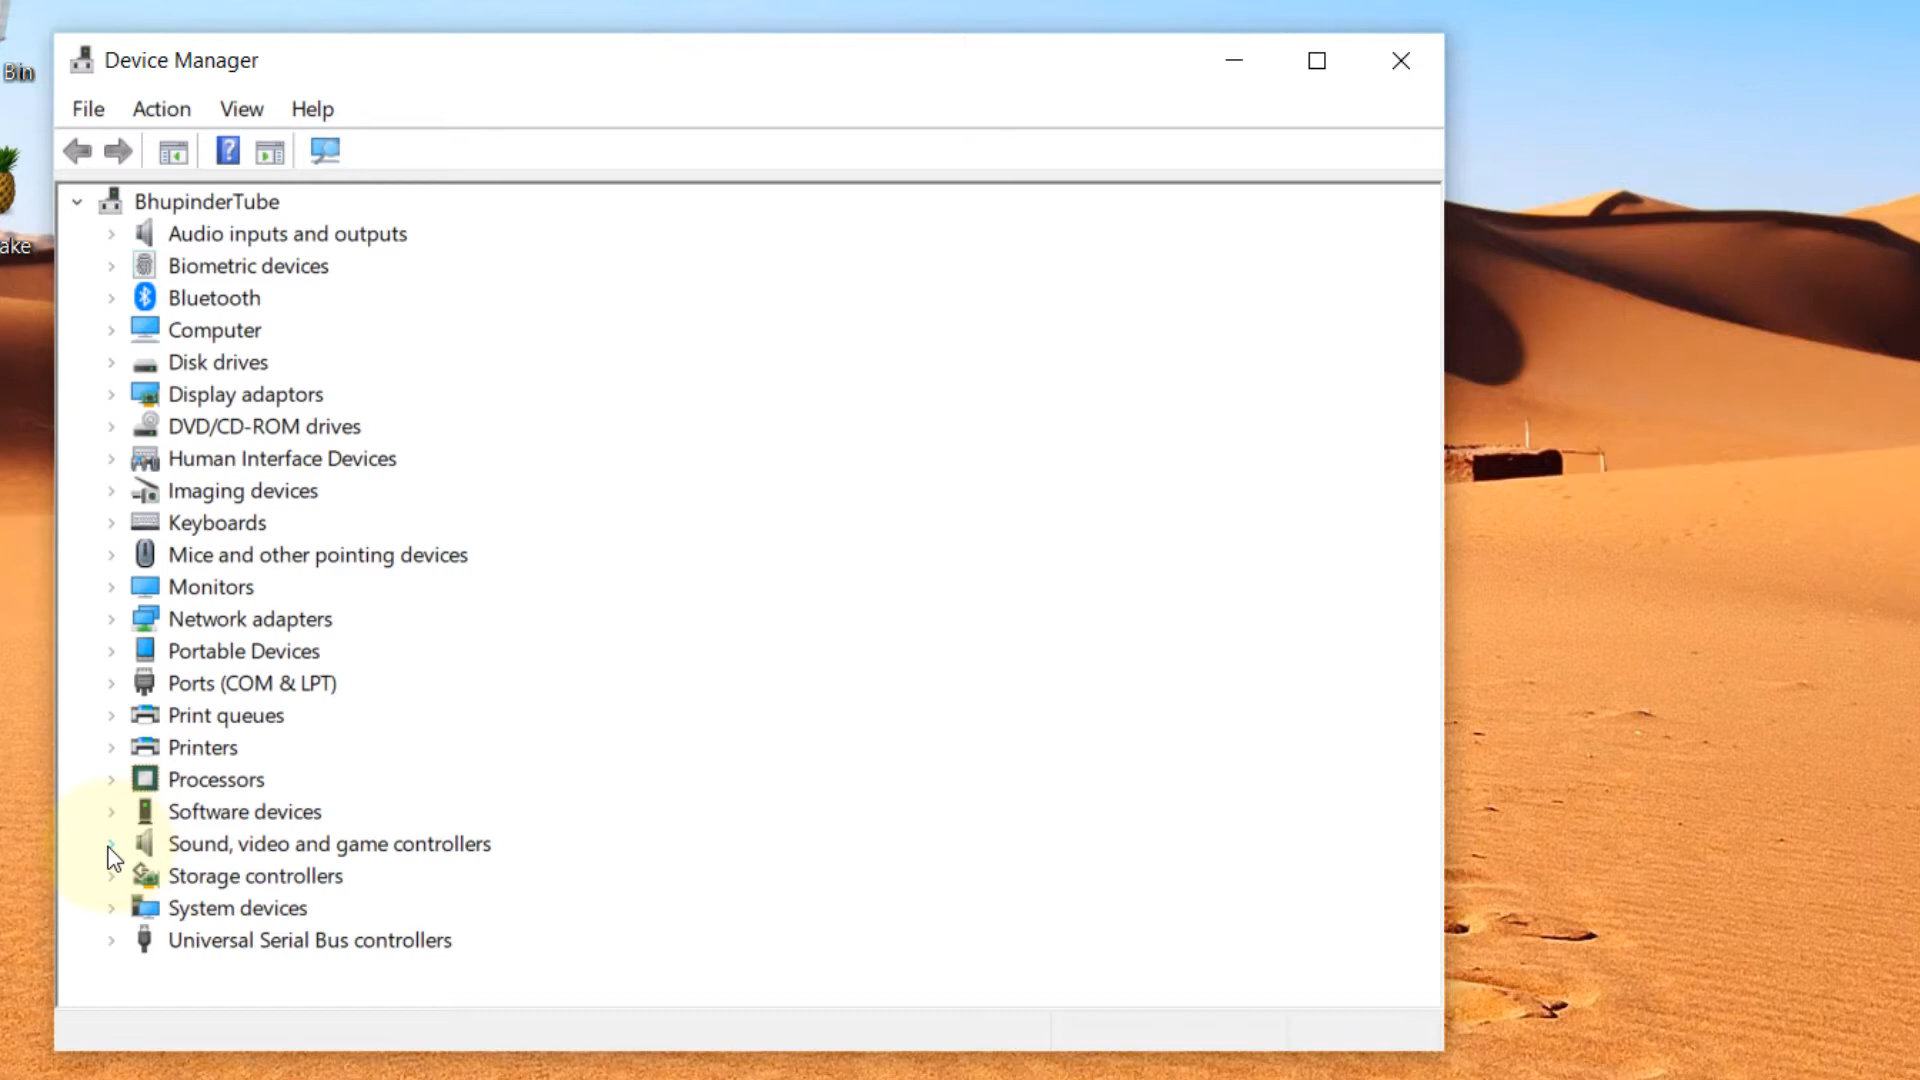 Bin
ake
Device Manager
File Action View Help
BhupinderTube
Audio inputs and outputs
Biometric devices
Bluetooth
Computer
Disk drives
Display adaptors
DVD/CD-ROM drives
Human Interface Devices
Imaging devices
Keyboards
Mice and other pointing devices
Monitors
Network adapters
Portable Devices
Ports (COM & LPT)
Print queues
Printers
Processors
Software devices
Sound, video and game controllers
Storage controllers
System devices
Universal Serial Bus controllers